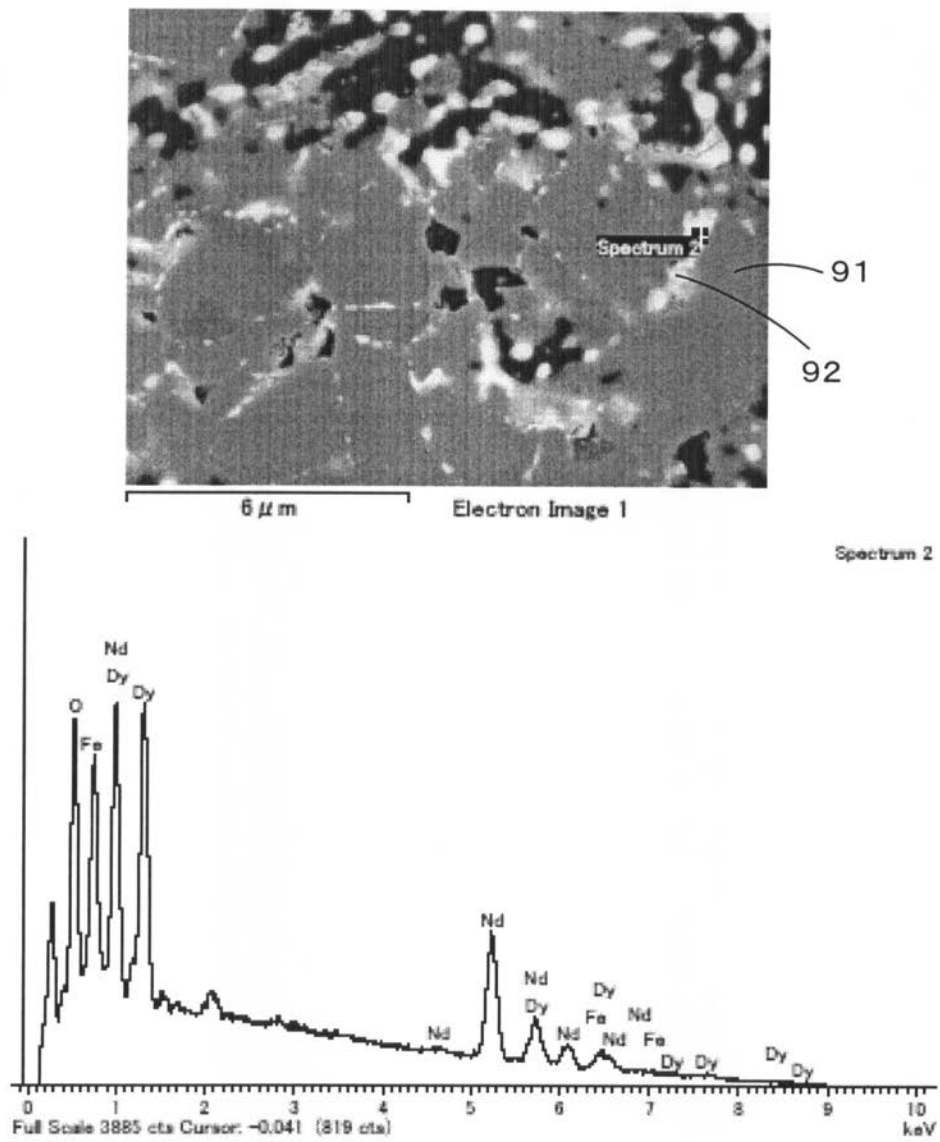 Spectrum 2
91
92
6 μm Electron Image 1
Spectrum 2
Nd
Dy Dy
O
Fe
Nd
Nd
Dy
Nd
Dy
Fe
Nd
Nd
Nd
Fe
Dy Dy
Dy
Dy
0 1 2 3 4 5 6 7 8 9 10
Full Scale 3885 cts Cursor: -0.041 (819 cts) keV